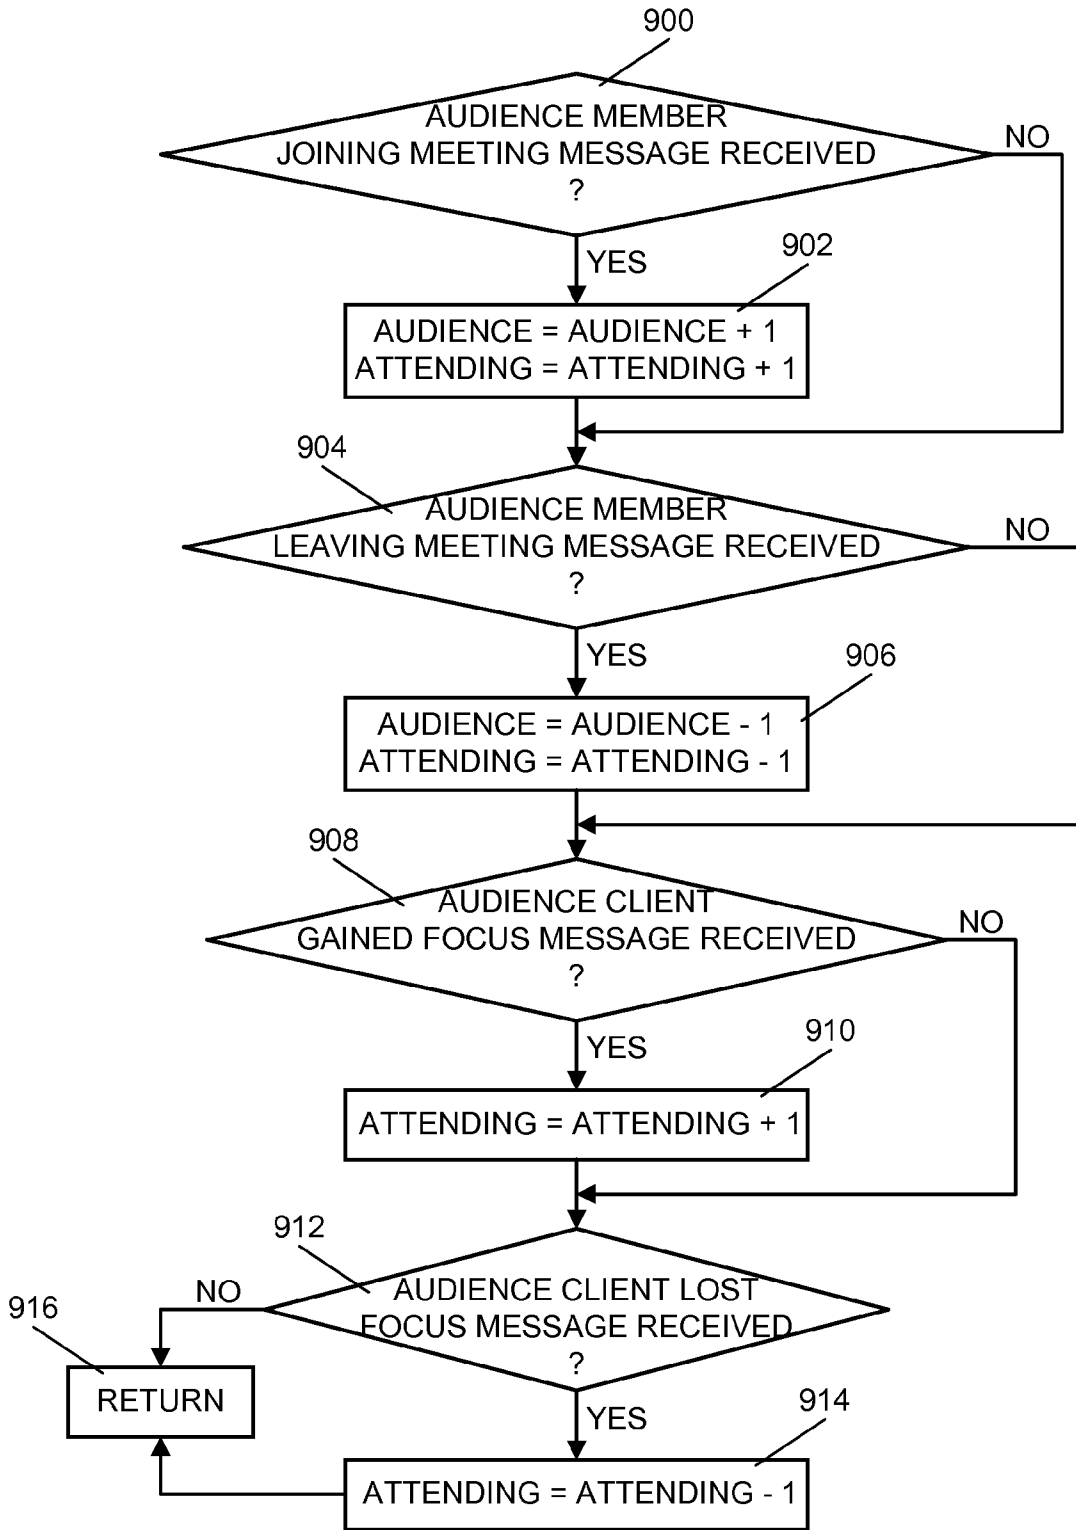 900
AUDIENCE MEMBER
JOINING MEETING MESSAGE RECEIVED
?
NO
YES
902
AUDIENCE = AUDIENCE + 1
ATTENDING = ATTENDING + 1
904
AUDIENCE MEMBER
LEAVING MEETING MESSAGE RECEIVED
?
NO
YES
906
AUDIENCE = AUDIENCE - 1
ATTENDING = ATTENDING - 1
908
AUDIENCE CLIENT
GAINED FOCUS MESSAGE RECEIVED
?
NO
YES
910
ATTENDING = ATTENDING + 1
912
AUDIENCE CLIENT LOST
FOCUS MESSAGE RECEIVED
?
NO
916
RETURN
YES
914
ATTENDING = ATTENDING - 1